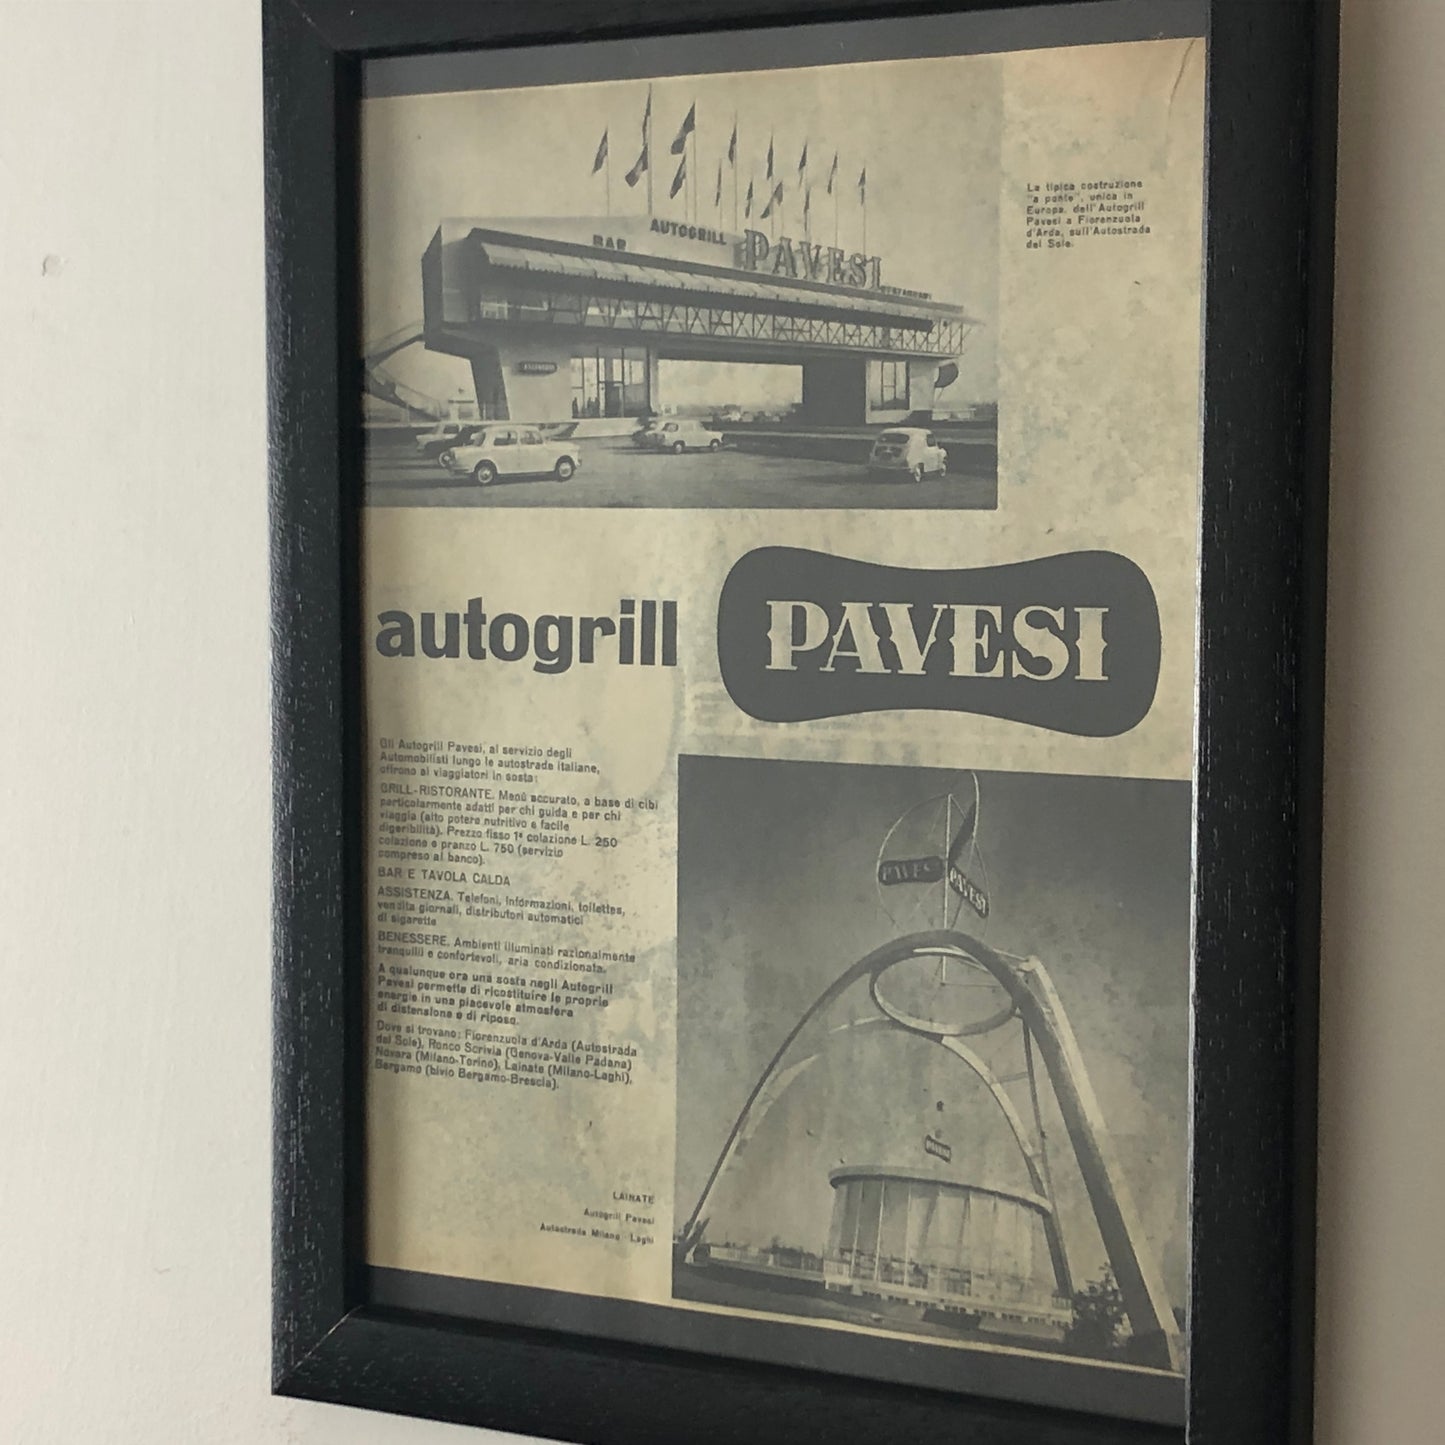 BAR AUTOGRILL PAVESI
La tipica costruzione
"a ponte", unica in
Europa, dell'Autogrill
Pavesi a Fiorenzuola
d'Arda, sull'Autostrada
del Sole.
autogrill PAVESI
Gli Autogrill Pavesi, al servizio degli
Automobilisti lungo le autostrade italiane,
offrono ai viaggiatori in sosta:
GRILL-RISTORANTE. Menù accurato, a base di cibi
particolarmente adatti per chi guida e per chi
viaggia (alto potere nutritivo e facile
digeribilità). Prezzo fisso 1ª colazione L. 250
colazione e pranzo L. 750 (servizio
compreso al banco).
BAR E TAVOLA CALDA
ASSISTENZA. Telefoni, informazioni, toilettes,
vendita giornali, distributori automatici
di sigarette
BENESSERE. Ambienti illuminati razionalmente
tranquilli e confortevoli, aria condizionata.
A qualunque ora una sosta negli Autogrill
Pavesi permette di ricostituire le proprie
energie in una piacevole atmosfera
di distensione e di riposo.
Dove si trovano: Fiorenzuola d'Arda (Autostrada
del Sole), Ronco Scrivia (Genova-Valle Padana)
Novara (Milano-Torino), Lainate (Milano-Laghi),
Bergamo (bivio Bergamo-Brescia).
PAVESI PAVESI
LAINATE
Autogrill Pavesi
Autostrada Milano - Laghi